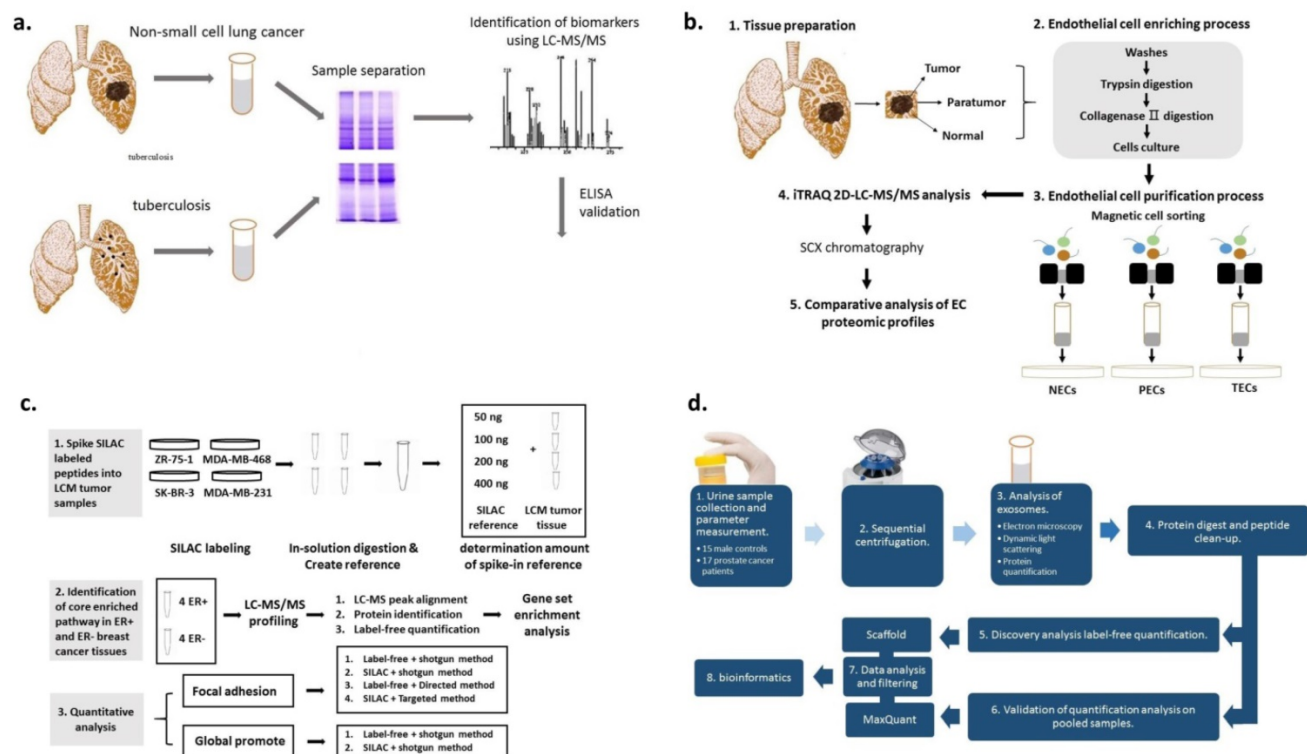 a.
Non-small cell lung cancer
Sample separation
Identification of biomarkers
using LC-MS/MS
tuberculosis
tuberculosis
ELISA
validation
b.
1. Tissue preparation
Tumor
Paratumor
Normal
2. Endothelial cell enriching process
Washes
Trypsin digestion
Collagenase Ⅱ digestion
Cells culture
3. Endothelial cell purification process
Magnetic cell sorting
NECs
PECs
TECs
4. iTRAQ 2D-LC-MS/MS analysis
SCX chromatography
5. Comparative analysis of EC
proteomic profiles
c.
1. Spike SILAC
labeled
peptides into
LCM tumor
samples
ZR-75-1
MDA-MB-468
SK-BR-3
MDA-MB-231
50 ng
100 ng
+
200 ng
400 ng
SILAC
reference
LCM tumor
tissue
SILAC labeling
In-solution digestion &
Create reference
determination amount
of spike-in reference
2. Identification
of core enriched
pathway in ER+
and ER- breast
cancer tissues
4 ER+
4 ER-
LC-MS/MS
profiling
1. LC-MS peak alignment
2. Protein identification
3. Label-free quantification
Gene set
enrichment
analysis
3. Quantitative
analysis
Focal adhesion
1. Label-free + shotgun method
2. SILAC + shotgun method
3. Label-free + Directed method
4. SILAC + Targeted method
Global promote
1. Label-free + shotgun method
2. SILAC + shotgun method
d.
1. Urine sample
collection and
parameter
measurement.
• 15 male controls
• 17 prostate cancer
patients
2. Sequential
centrifugation.
3. Analysis of
exosomes.
• Electron microscopy
• Dynamic light
scattering
• Protein
quantification
4. Protein digest and peptide
clean-up.
5. Discovery analysis label-free quantification.
6. Validation of quantification analysis on
pooled samples.
Scaffold
7. Data analysis
and filtering
MaxQuant
8. bioinformatics